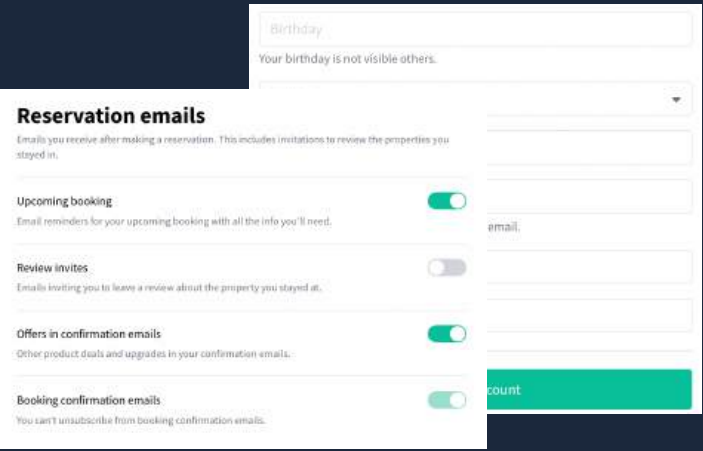 Birthday
Your birthday is not visible others.
Reservation emails
Emails you receive after making a reservation. This includes invitations to review the properties you
stayed in.
Upcoming booking
Email reminders for your upcoming booking with all the info you'll need.
email.
Review invites
Emails inviting you to leave a review about the property you stayed at.
Offers in confirmation emails
Other product deals and upgrades in your confirmation emails.
count
Booking confirmation emails
You can't unsubscribe from booking confirmation emails.